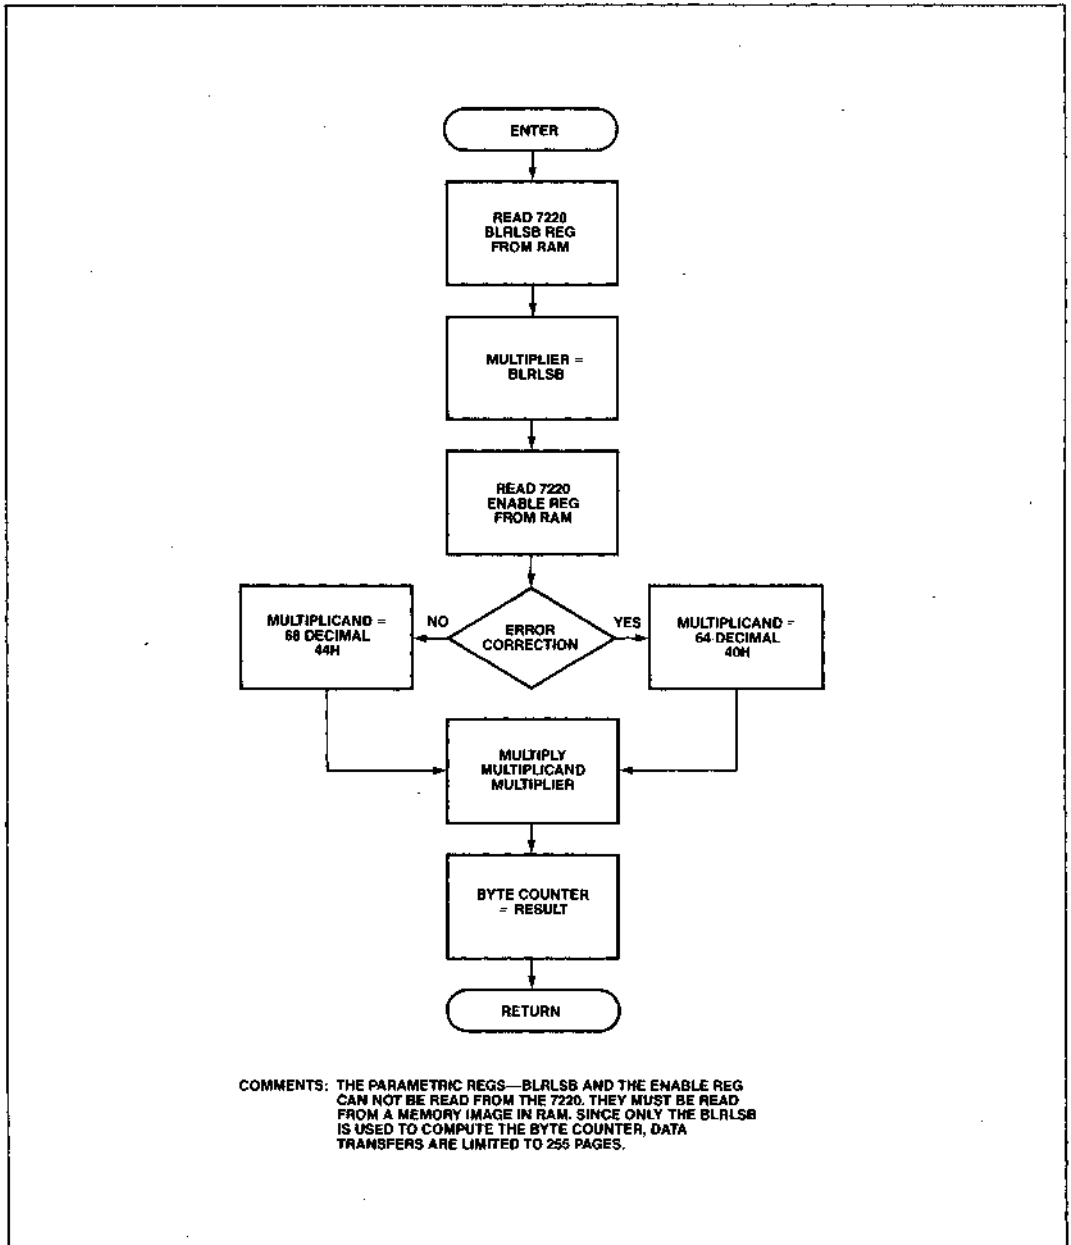 ENTER
READ 7220
BLRLSB REG
FROM RAM
MULTIPLIER =
BLRLSB
READ 7220
ENABLE REG
FROM RAM
MULTIPLICAND =
68 DECIMAL
44H
NO
ERROR
CORRECTION
YES
MULTIPLICAND =
64 DECIMAL
40H
MULTIPLY
MULTIPLICAND
MULTIPLIER
BYTE COUNTER
= RESULT
RETURN
COMMENTS: THE PARAMETRIC REGS—BLRLSB AND THE ENABLE REG
CAN NOT BE READ FROM THE 7220. THEY MUST BE READ
FROM A MEMORY IMAGE IN RAM. SINCE ONLY THE BLRLSB
IS USED TO COMPUTE THE BYTE COUNTER, DATA
TRANSFERS ARE LIMITED TO 255 PAGES.